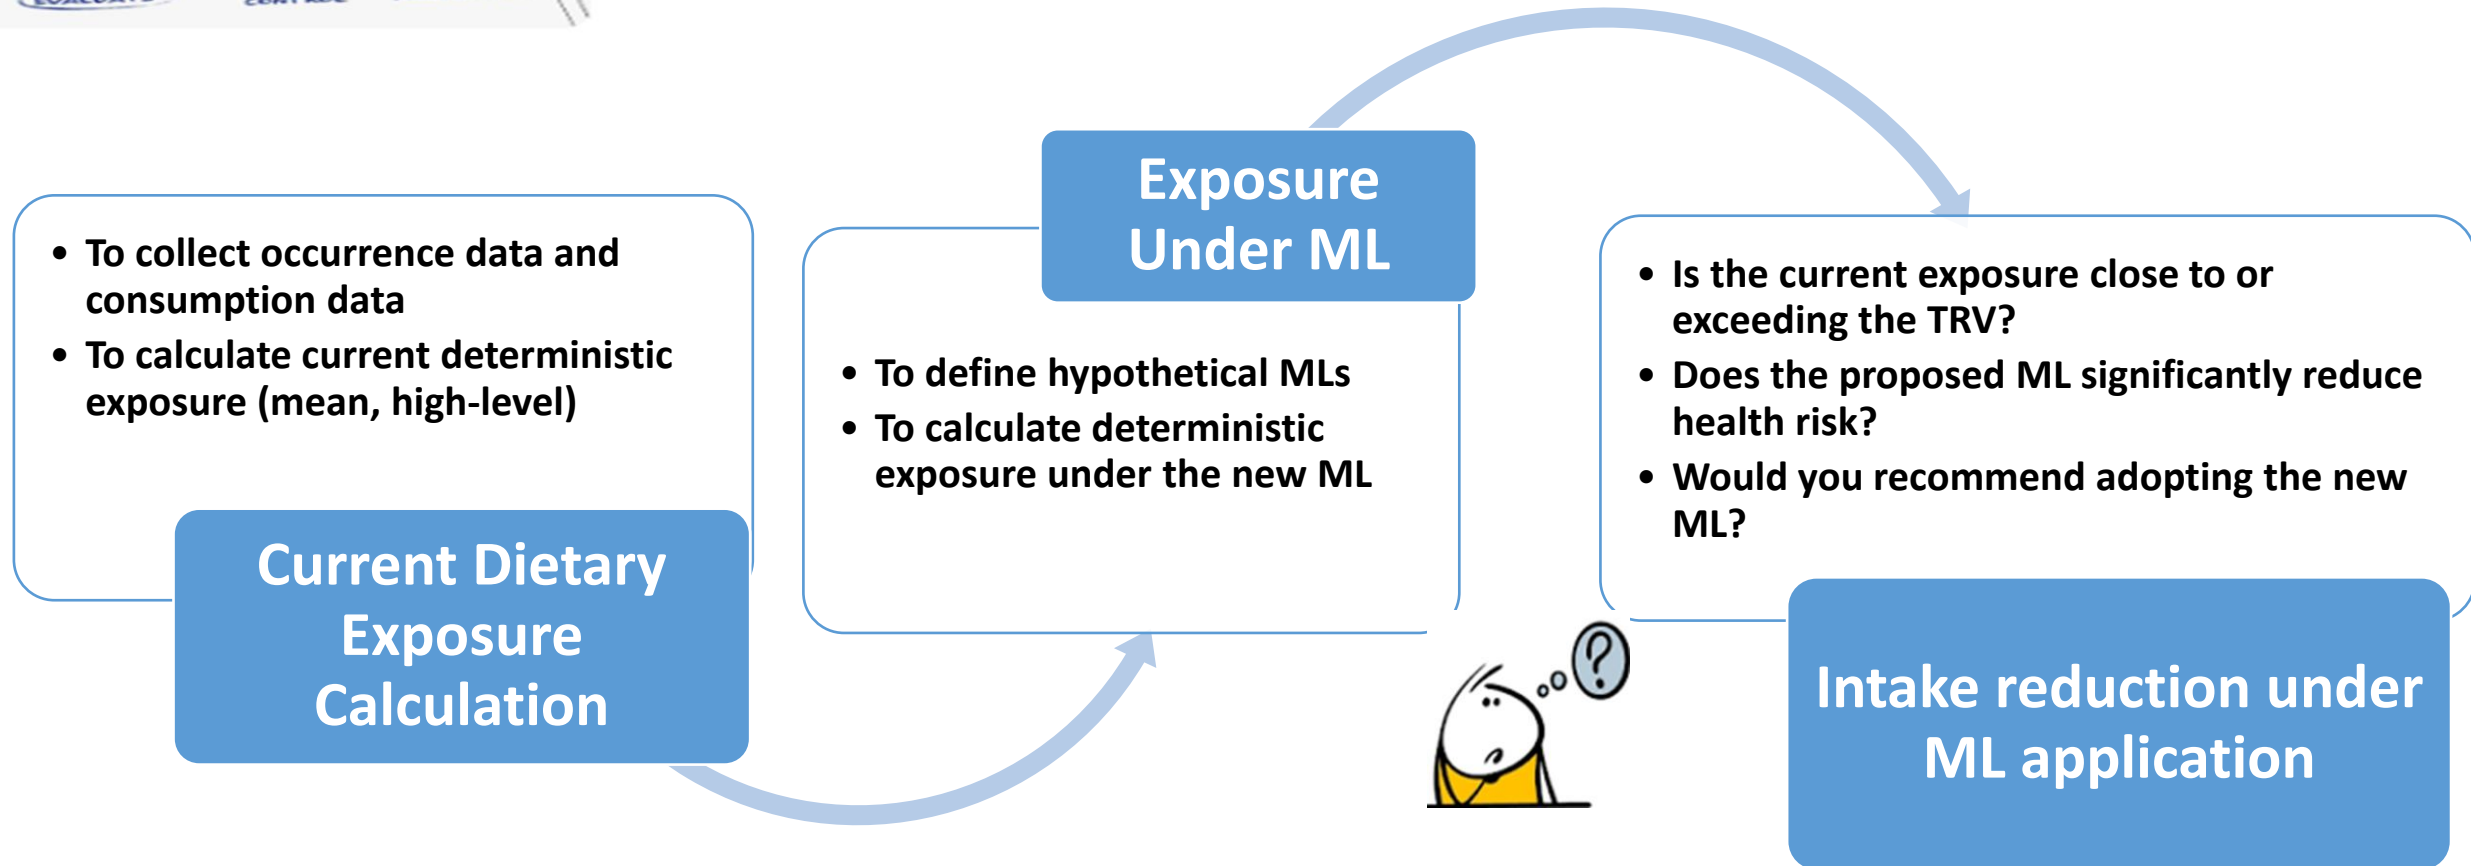 • To collect occurrence data and
consumption data
• To calculate current deterministic
exposure (mean, high-level)
Current Dietary
Exposure
Calculation
Exposure
Under ML
• To define hypothetical MLs
• To calculate deterministic
exposure under the new ML
• Is the current exposure close to or
exceeding the TRV?
• Does the proposed ML significantly reduce
health risk?
• Would you recommend adopting the new
ML?
?
Intake reduction under
ML application